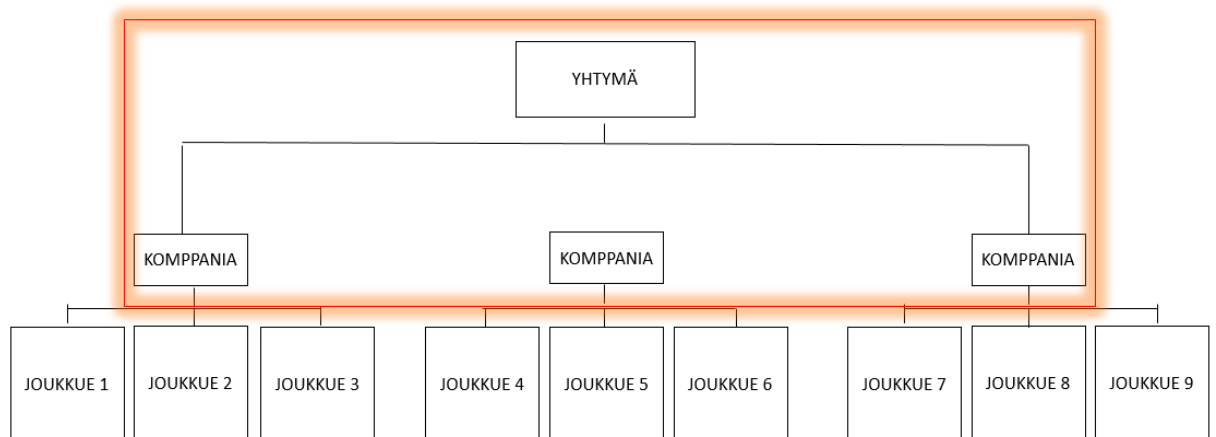 YHTYMÄ
KOMPPANIA
KOMPPANIA
KOMPPANIA
JOUKKUE 1
JOUKKUE 2
JOUKKUE 3
JOUKKUE 4
JOUKKUE 5
JOUKKUE 6
JOUKKUE 7
JOUKKUE 8
JOUKKUE 9